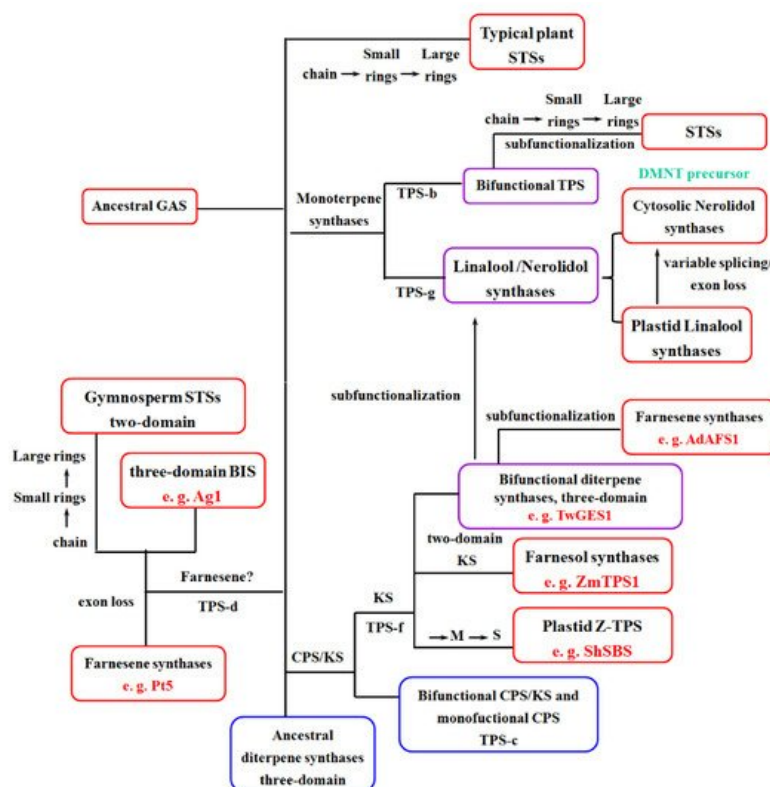 Typical plant
STSs
chain → Small rings → Large rings
chain → Small rings → Large rings
subfunctionalization
STSs
DMNT precursor
Ancestral GAS
Monoterpene
synthases
TPS-b
Bifunctional TPS
Cytosolic Nerolidol
synthases
TPS-g
Linalool /Nerolidol
synthases
variable splicing/
exon loss
Plastid Linalool
synthases
Gymnosperm STSs
two-domain
subfunctionalization
subfunctionalization
Farnesene synthases
e. g. AdAFS1
Large rings
Small rings
chain
three-domain BIS
e. g. Ag1
Bifunctional diterpene
synthases, three-domain
e. g. TwGES1
two-domain
KS
Farnesol synthases
e. g. ZmTPS1
exon loss
Farnesene?
TPS-d
KS
TPS-f
→ M → S
Plastid Z-TPS
e. g. ShSBS
Farnesene synthases
e. g. Pt5
CPS/KS
Bifunctional CPS/KS and
monofuctional CPS
TPS-c
Ancestral
diterpene synthases
three-domain